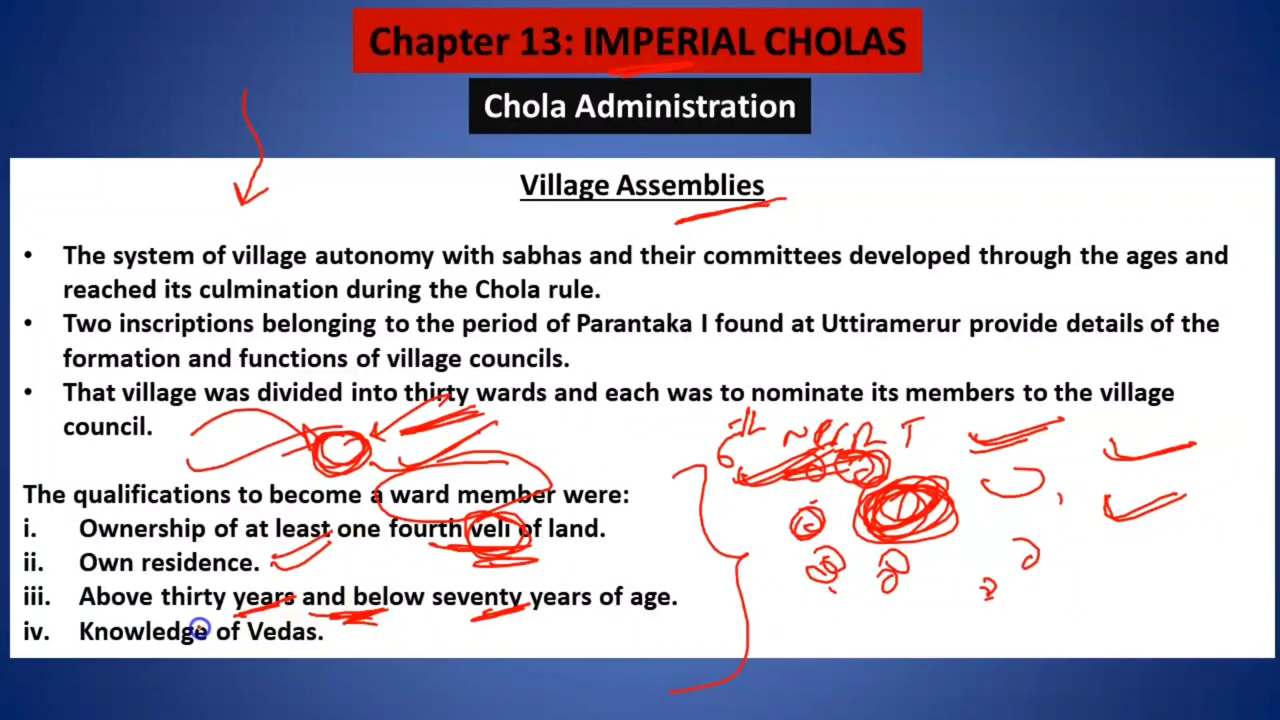 Chapter 13: IMPERIAL CHOLAS
Chola Administration
Village Assemblies
• The system of village autonomy with sabhas and their committees developed through the ages and
reached its culmination during the Chola rule.
• Two inscriptions belonging to the period of Parantaka I found at Uttiramerur provide details of the
formation and functions of village councils.
• That village was divided into thirty wards and each was to nominate its members to the village
council.
The qualifications to become a ward member were:
i. Ownership of at least one fourth veli of land.
ii. Own residence.
iii. Above thirty years and below seventy years of age.
iv. Knowledge of Vedas.